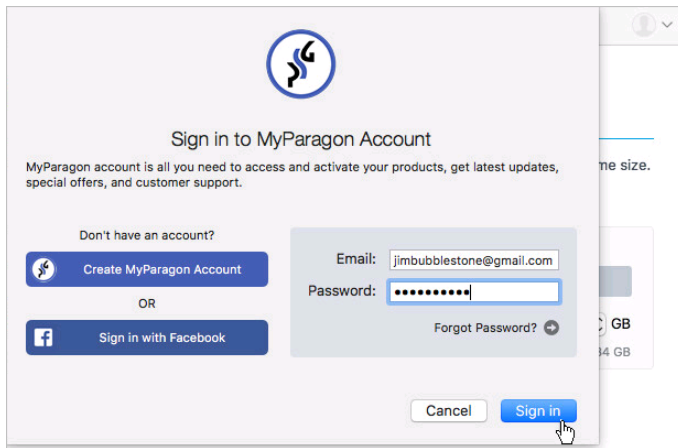 Sign in to MyParagon Account
MyParagon account is all you need to access and activate your products, get latest updates,
special offers, and customer support.
Don't have an account?
Create MyParagon Account
OR
Sign in with Facebook
Email:
jimbubblestone@gmail.com
Password:
••••••••••
Forgot Password?
Cancel
Sign in
size.
GB
GB